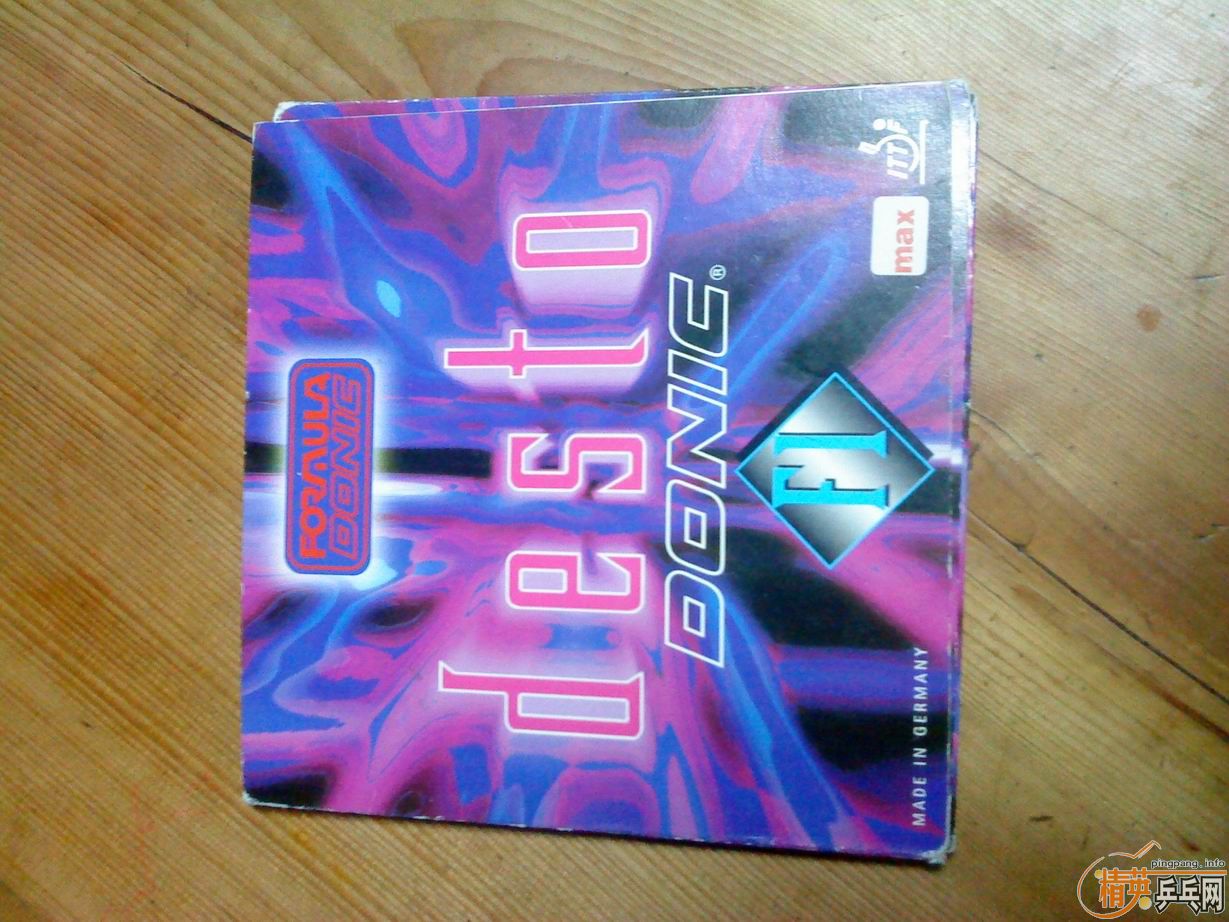 FORMULA
DONIC
desto
DONIC®
F1
MADE IN GERMANY
max
ITTF
pingpang.info
精英乒乓网